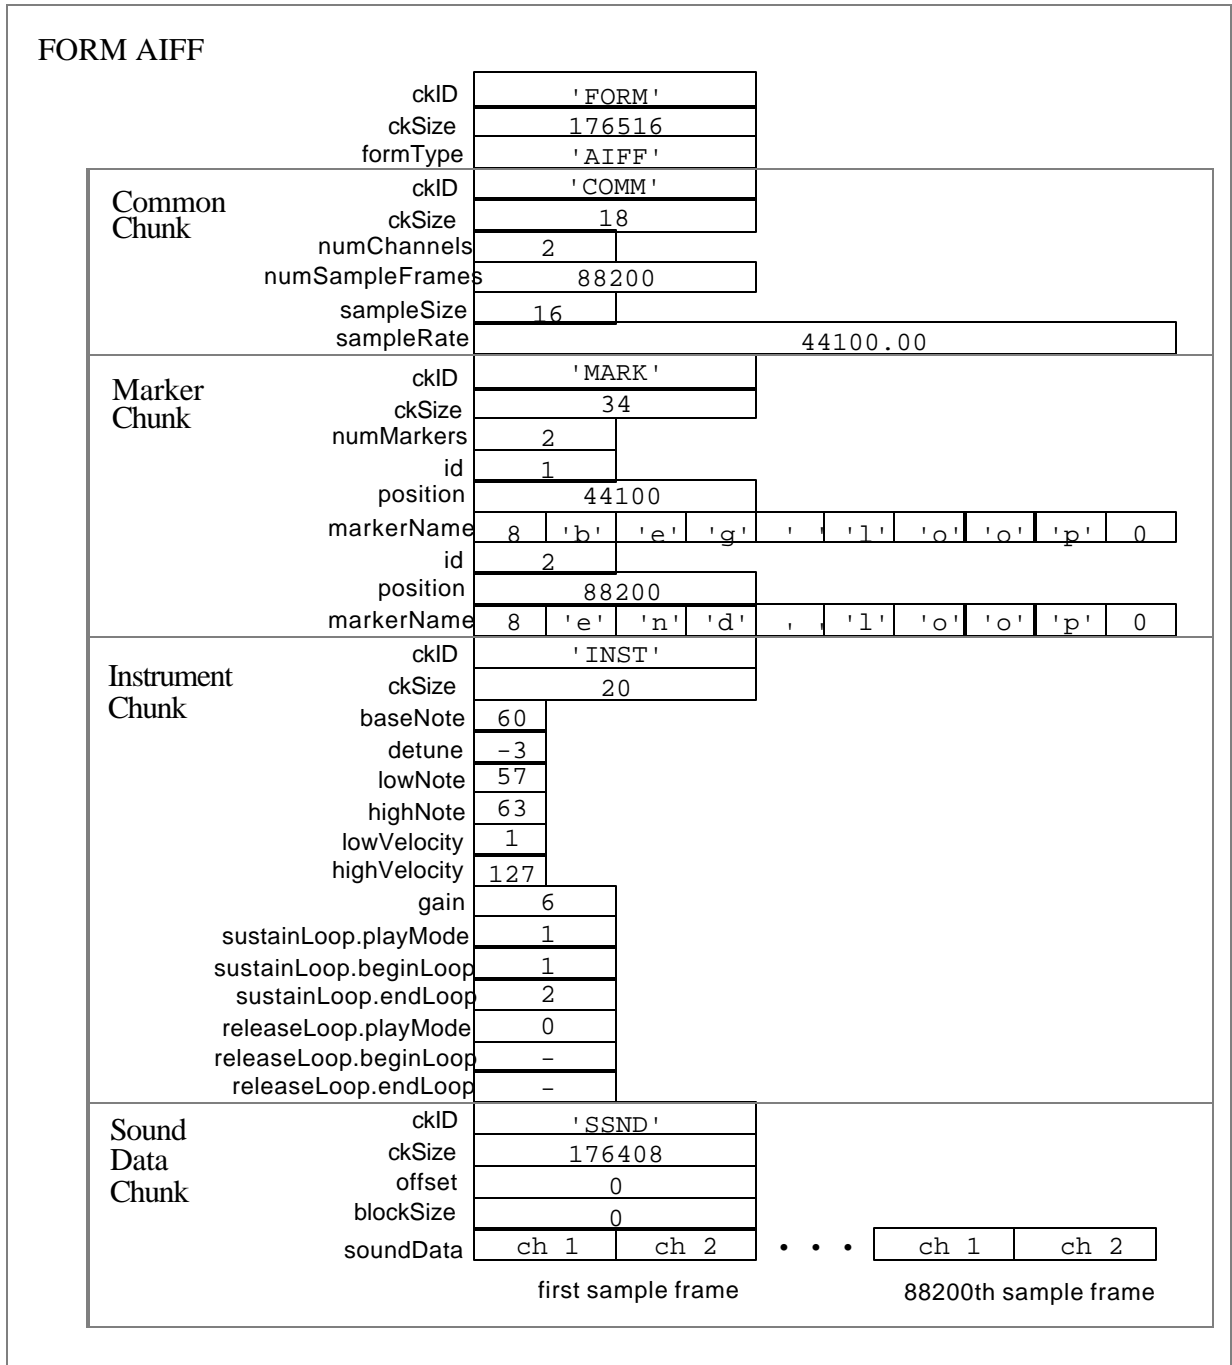 FORM AIFF
ckID 'FORM'
ckSize 176516
formType 'AIFF'
Common Chunk
ckID 'COMM'
ckSize 18
numChannels 2
numSampleFrames 88200
sampleSize 16
sampleRate 44100.00
Marker Chunk
ckID 'MARK'
ckSize 34
numMarkers 2
id 1
position 44100
markerName 8 'b' 'e' 'g' ' ' 'l' 'o' 'o' 'p' 0
id 2
position 88200
markerName 8 'e' 'n' 'd' ' ' 'l' 'o' 'o' 'p' 0
Instrument Chunk
ckID 'INST'
ckSize 20
baseNote 60
detune -3
lowNote 57
highNote 63
lowVelocity 1
highVelocity 127
gain 6
sustainLoop.playMode 1
sustainLoop.beginLoop 1
sustainLoop.endLoop 2
releaseLoop.playMode 0
releaseLoop.beginLoop -
releaseLoop.endLoop -
Sound Data Chunk
ckID 'SSND'
ckSize 176408
offset 0
blockSize 0
soundData ch 1 ch 2 • • • ch 1 ch 2
first sample frame 88200th sample frame